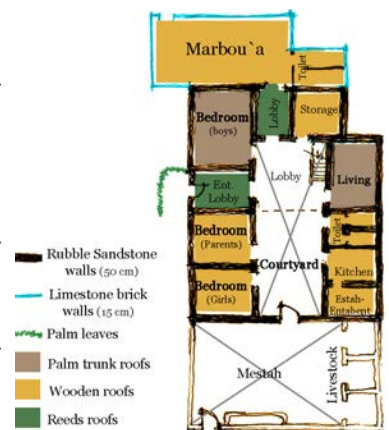 Marbou`a
Toilet
Lobby
Storage
Bedroom
(boys)
Lobby
Living
Ent.
Lobby
Bedroom
(Parents)
Toilet
Courtyard
Kitchen
Bedroom
(Girls)
Estah-
Entabent
Mestah
Livestock
Rubble Sandstone
walls (50 cm)
Limestone brick
walls (15 cm)
Palm leaves
Palm trunk roofs
Wooden roofs
Reeds roofs